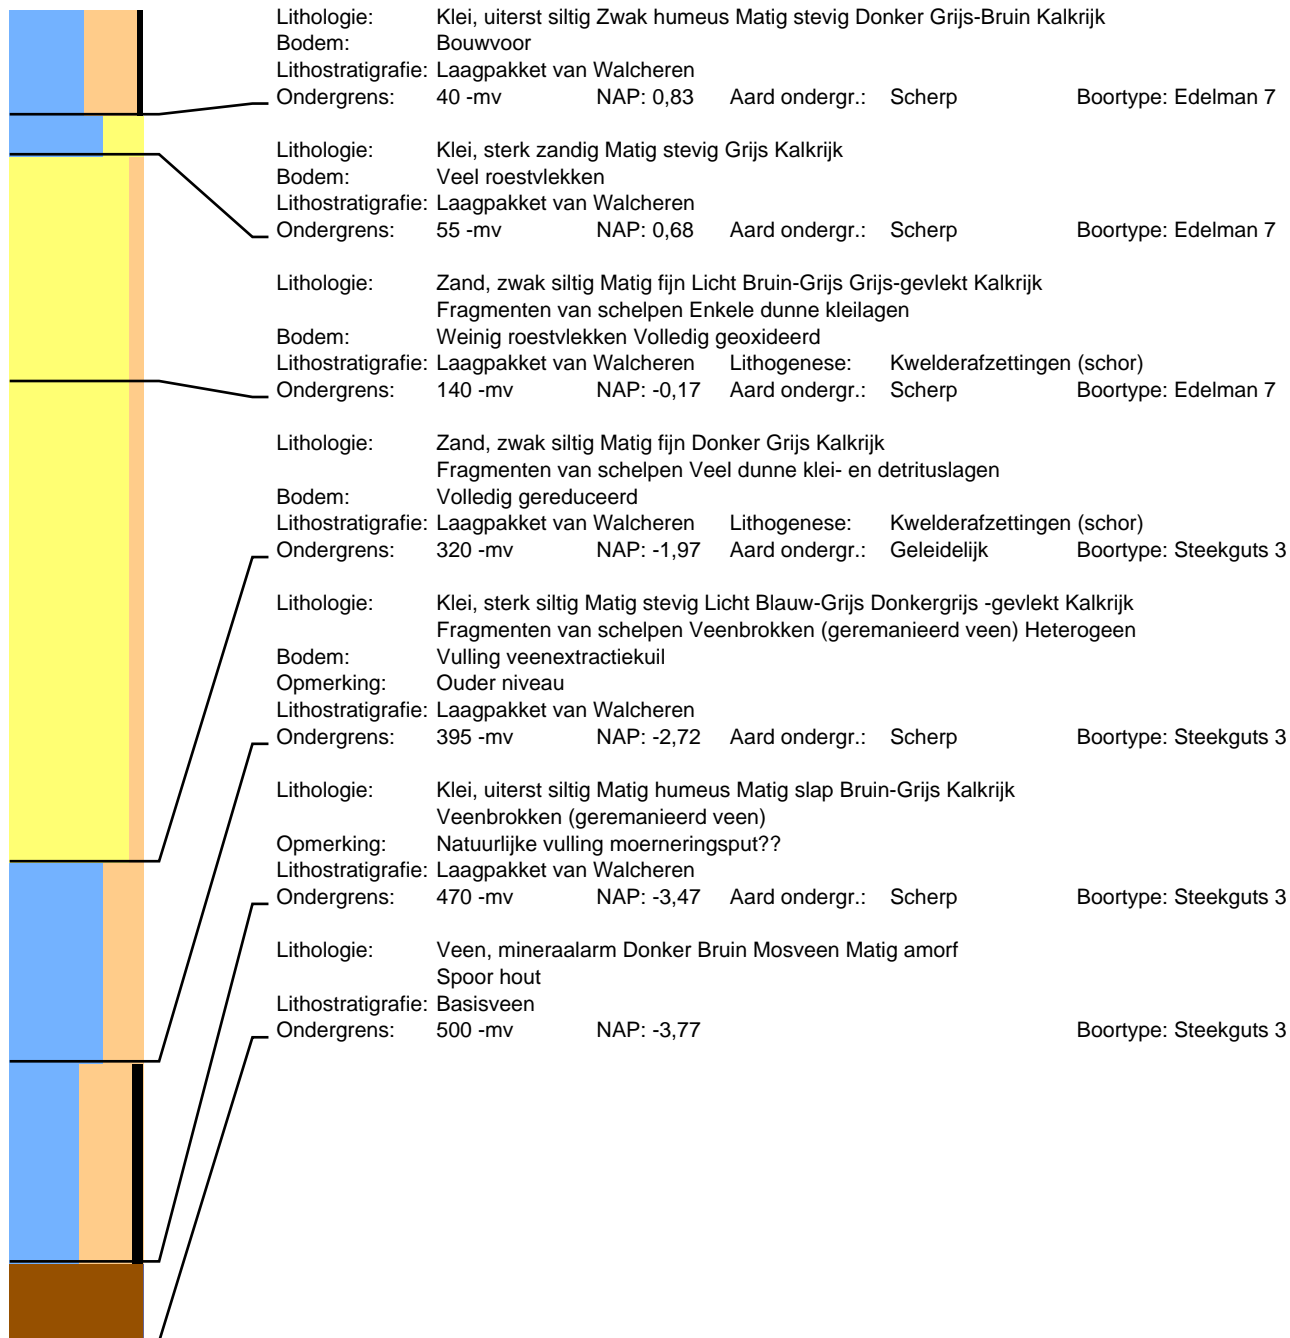 Lithologie: Klei, uiterst siltig Zwak humeus Matig stevig Donker Grijs-Bruin Kalkrijk
Bodem: Bouwvoor
Lithostratigrafie: Laagpakket van Walcheren
Ondergrens: 40 -mv NAP: 0,83 Aard ondergr.: Scherp Boortype: Edelman 7
Lithologie: Klei, sterk zandig Matig stevig Grijs Kalkrijk
Bodem: Veel roestvlekken
Lithostratigrafie: Laagpakket van Walcheren
Ondergrens: 55 -mv NAP: 0,68 Aard ondergr.: Scherp Boortype: Edelman 7
Lithologie: Zand, zwak siltig Matig fijn Licht Bruin-Grijs Grijs-gevlekt Kalkrijk
Fragmenten van schelpen Enkele dunne kleilagen
Bodem: Weinig roestvlekken Volledig geoxideerd
Lithostratigrafie: Laagpakket van Walcheren Lithogenese: Kwelderafzettingen (schor)
Ondergrens: 140 -mv NAP: -0,17 Aard ondergr.: Scherp Boortype: Edelman 7
Lithologie: Zand, zwak siltig Matig fijn Donker Grijs Kalkrijk
Fragmenten van schelpen Veel dunne klei- en detrituslagen
Bodem: Volledig gereduceerd
Lithostratigrafie: Laagpakket van Walcheren Lithogenese: Kwelderafzettingen (schor)
Ondergrens: 320 -mv NAP: -1,97 Aard ondergr.: Geleidelijk Boortype: Steekguts 3
Lithologie: Klei, sterk siltig Matig stevig Licht Blauw-Grijs Donkergrijs -gevlekt Kalkrijk
Fragmenten van schelpen Veenbrokken (geremanieerd veen) Heterogeen
Bodem: Vulling veenextractiekuil
Opmerking: Ouder niveau
Lithostratigrafie: Laagpakket van Walcheren
Ondergrens: 395 -mv NAP: -2,72 Aard ondergr.: Scherp Boortype: Steekguts 3
Lithologie: Klei, uiterst siltig Matig humeus Matig slap Bruin-Grijs Kalkrijk
Veenbrokken (geremanieerd veen)
Opmerking: Natuurlijke vulling moerneringsput??
Lithostratigrafie: Laagpakket van Walcheren
Ondergrens: 470 -mv NAP: -3,47 Aard ondergr.: Scherp Boortype: Steekguts 3
Lithologie: Veen, mineraalarm Donker Bruin Mosveen Matig amorf
Spoor hout
Lithostratigrafie: Basisveen
Ondergrens: 500 -mv NAP: -3,77 Boortype: Steekguts 3